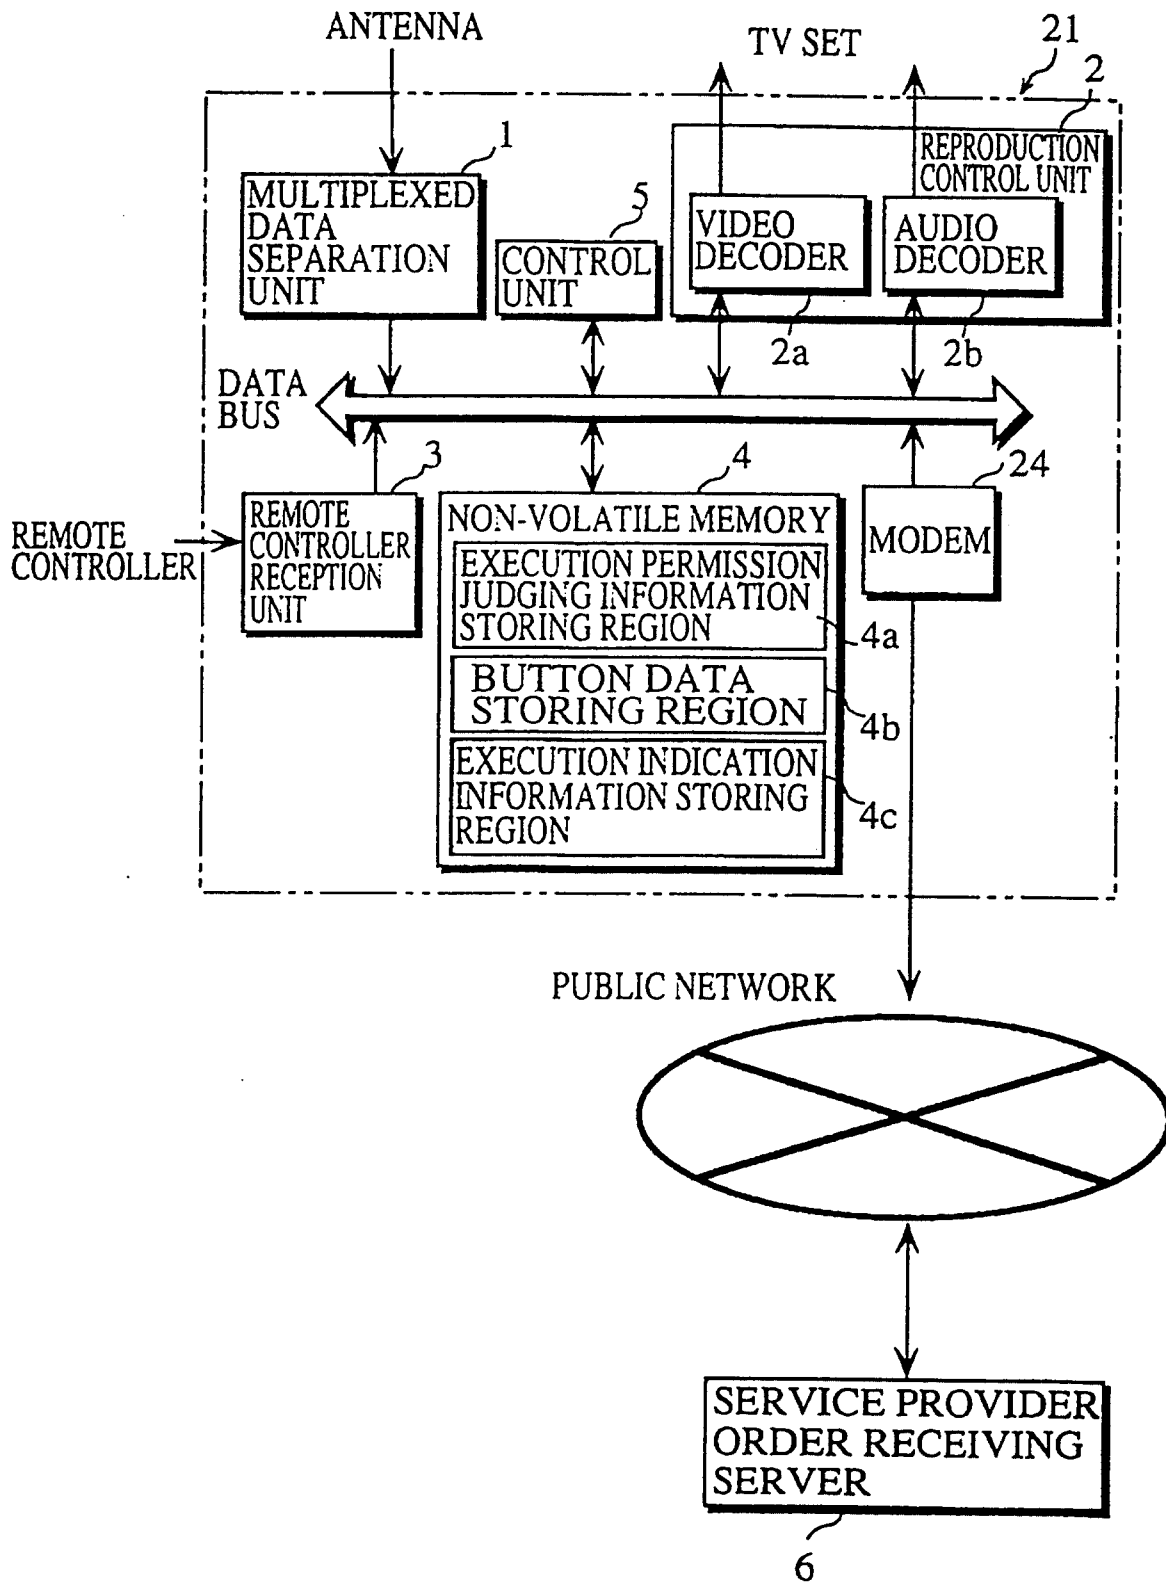 ANTENNA
TV SET
21
2
1
REPRODUCTION
CONTROL UNIT
MULTIPLEXED
DATA
SEPARATION
UNIT
5
CONTROL
UNIT
VIDEO
DECODER
AUDIO
DECODER
2a
2b
DATA
BUS
3
4
24
REMOTE
CONTROLLER
REMOTE
CONTROLLER
RECEPTION
UNIT
NON-VOLATILE MEMORY
EXECUTION PERMISSION
JUDGING INFORMATION
STORING REGION
4a
BUTTON DATA
STORING REGION
4b
EXECUTION INDICATION
INFORMATION STORING
REGION
4c
MODEM
PUBLIC NETWORK
SERVICE PROVIDER
ORDER RECEIVING
SERVER
6